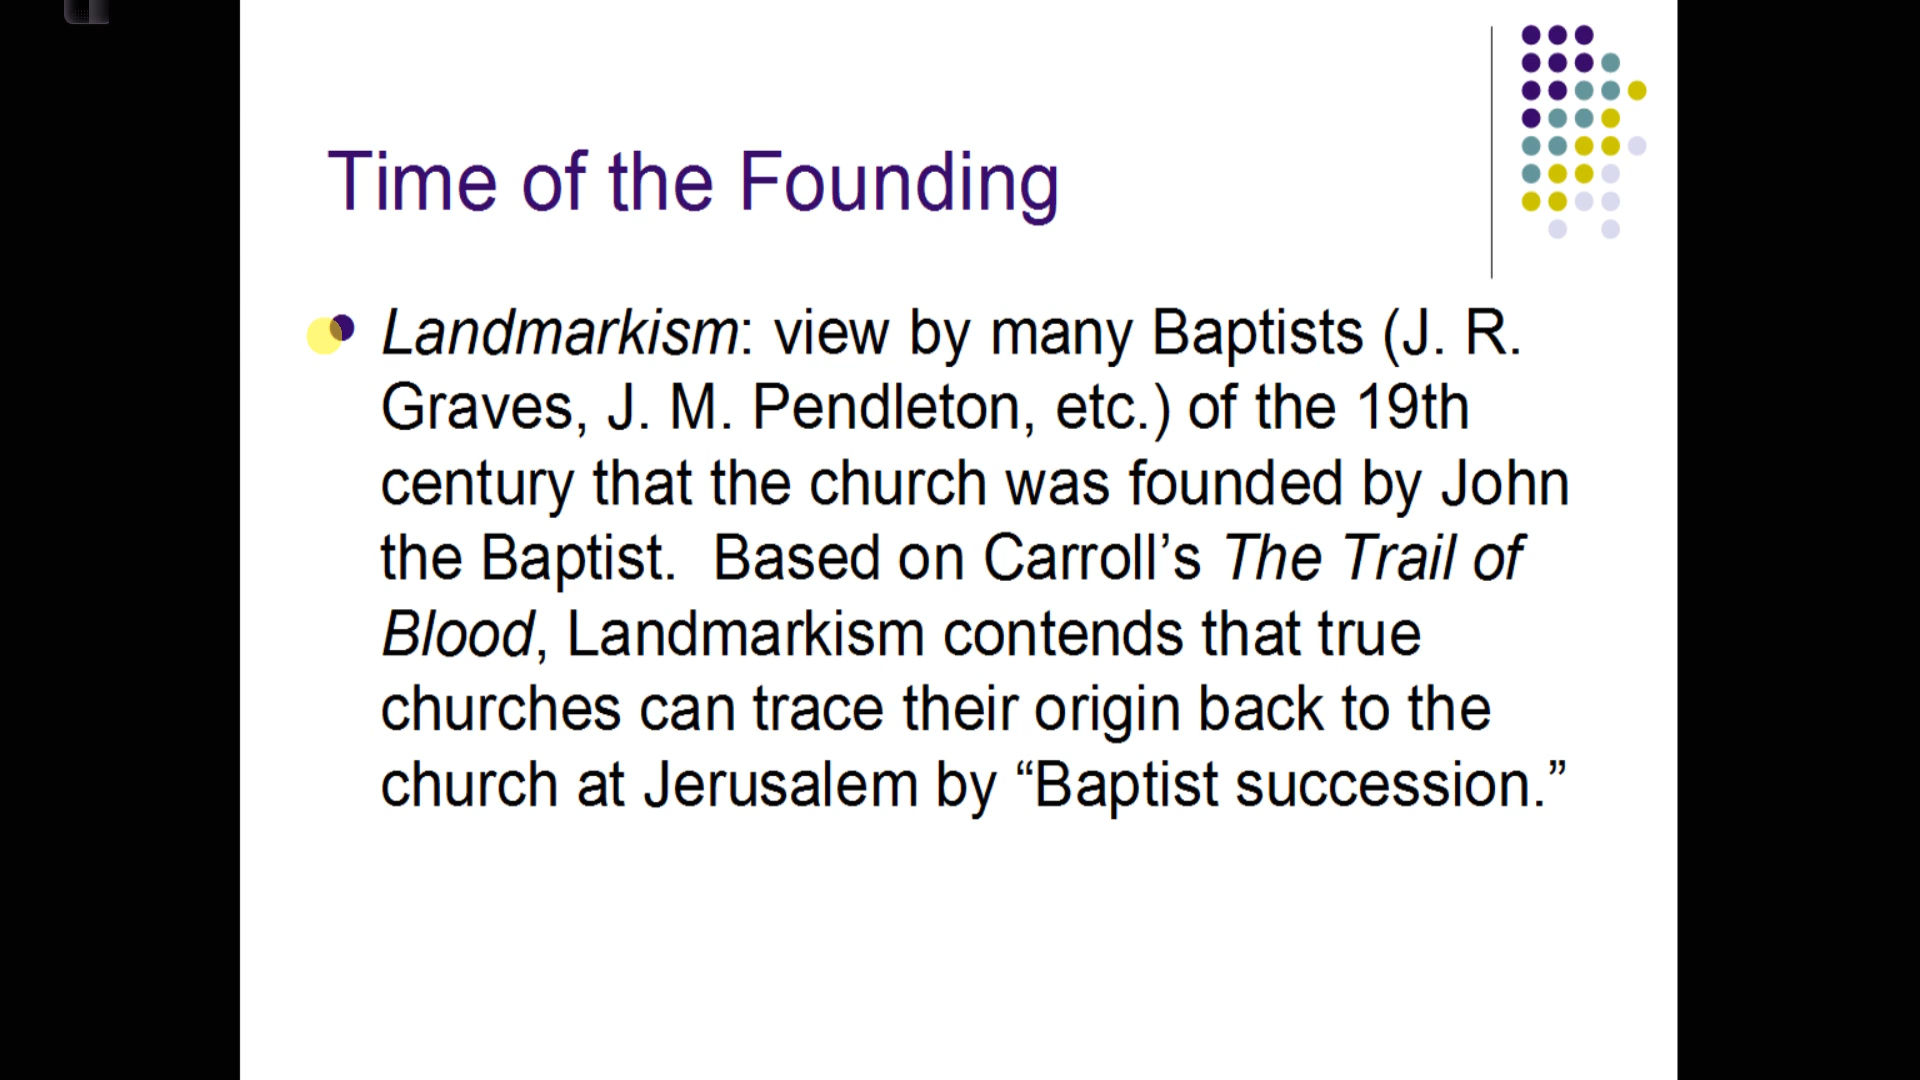 Time of the Founding
Landmarkism: view by many Baptists (J. R.
Graves, J. M. Pendleton, etc.) of the 19th
century that the church was founded by John
the Baptist.  Based on Carroll’s The Trail of
Blood, Landmarkism contends that true
churches can trace their origin back to the
church at Jerusalem by “Baptist succession.”